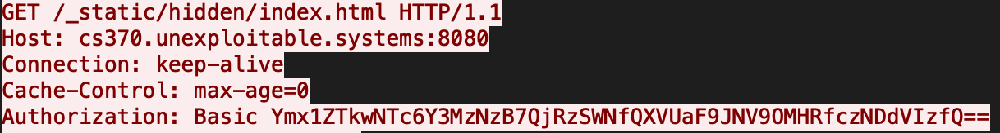 GET /_static/hidden/index.html HTTP/1.1
Host: cs370.unexploitable.systems:8080
Connection: keep-alive
Cache-Control: max-age=0
Authorization: Basic Ymx1ZTkwNTc6Y3MzNzB7QjRzSWNfQXVUaF9JNV9OMHRfczNDdVIzfQ==